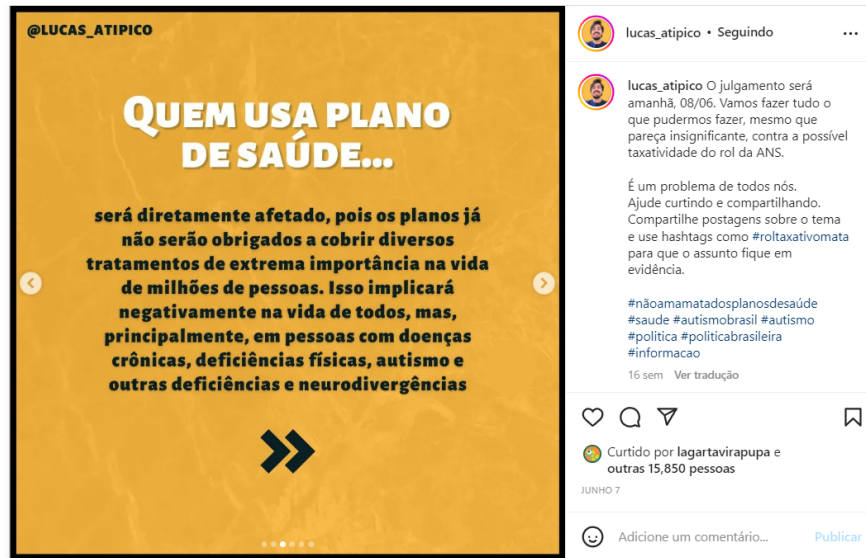 @LUCAS_ATIPICO
QUEM USA PLANO
DE SAÚDE...
será diretamente afetado, pois os planos já
não serão obrigados a cobrir diversos
tratamentos de extrema importância na vida
de milhões de pessoas. Isso implicará
negativamente na vida de todos, mas,
principalmente, em pessoas com doenças
crônicas, deficiências físicas, autismo e
outras deficiências e neurodivergências
lucas_atipico • Seguindo
lucas_atipico O julgamento será
amanhã, 08/06. Vamos fazer tudo o
que pudermos fazer, mesmo que
pareça insignificante, contra a possível
taxatividade do rol da ANS.
É um problema de todos nós.
Ajude curtindo e compartilhando.
Compartilhe postagens sobre o tema
e use hashtags como #roltaxativomata
para que o assunto fique em
evidência.
#nãoamamatadosplanosdesaúde
#saude #autismobrasil #autismo
#politica #politicabrasileira
#informacao
16 sem Ver tradução
Curtido por lagartavirapupa e
outras 15,850 pessoas
JUNHO 7
Adicione um comentário... Publicar